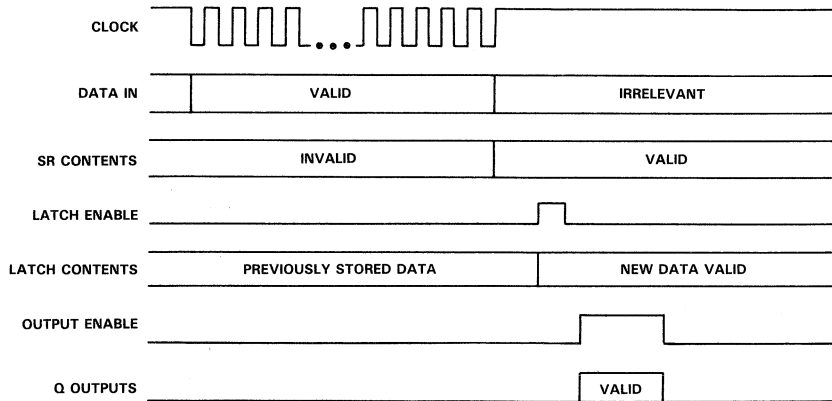 CLOCK
DATA IN VALID IRRELEVANT
SR CONTENTS INVALID VALID
LATCH ENABLE
LATCH CONTENTS PREVIOUSLY STORED DATA NEW DATA VALID
OUTPUT ENABLE
Q OUTPUTS VALID